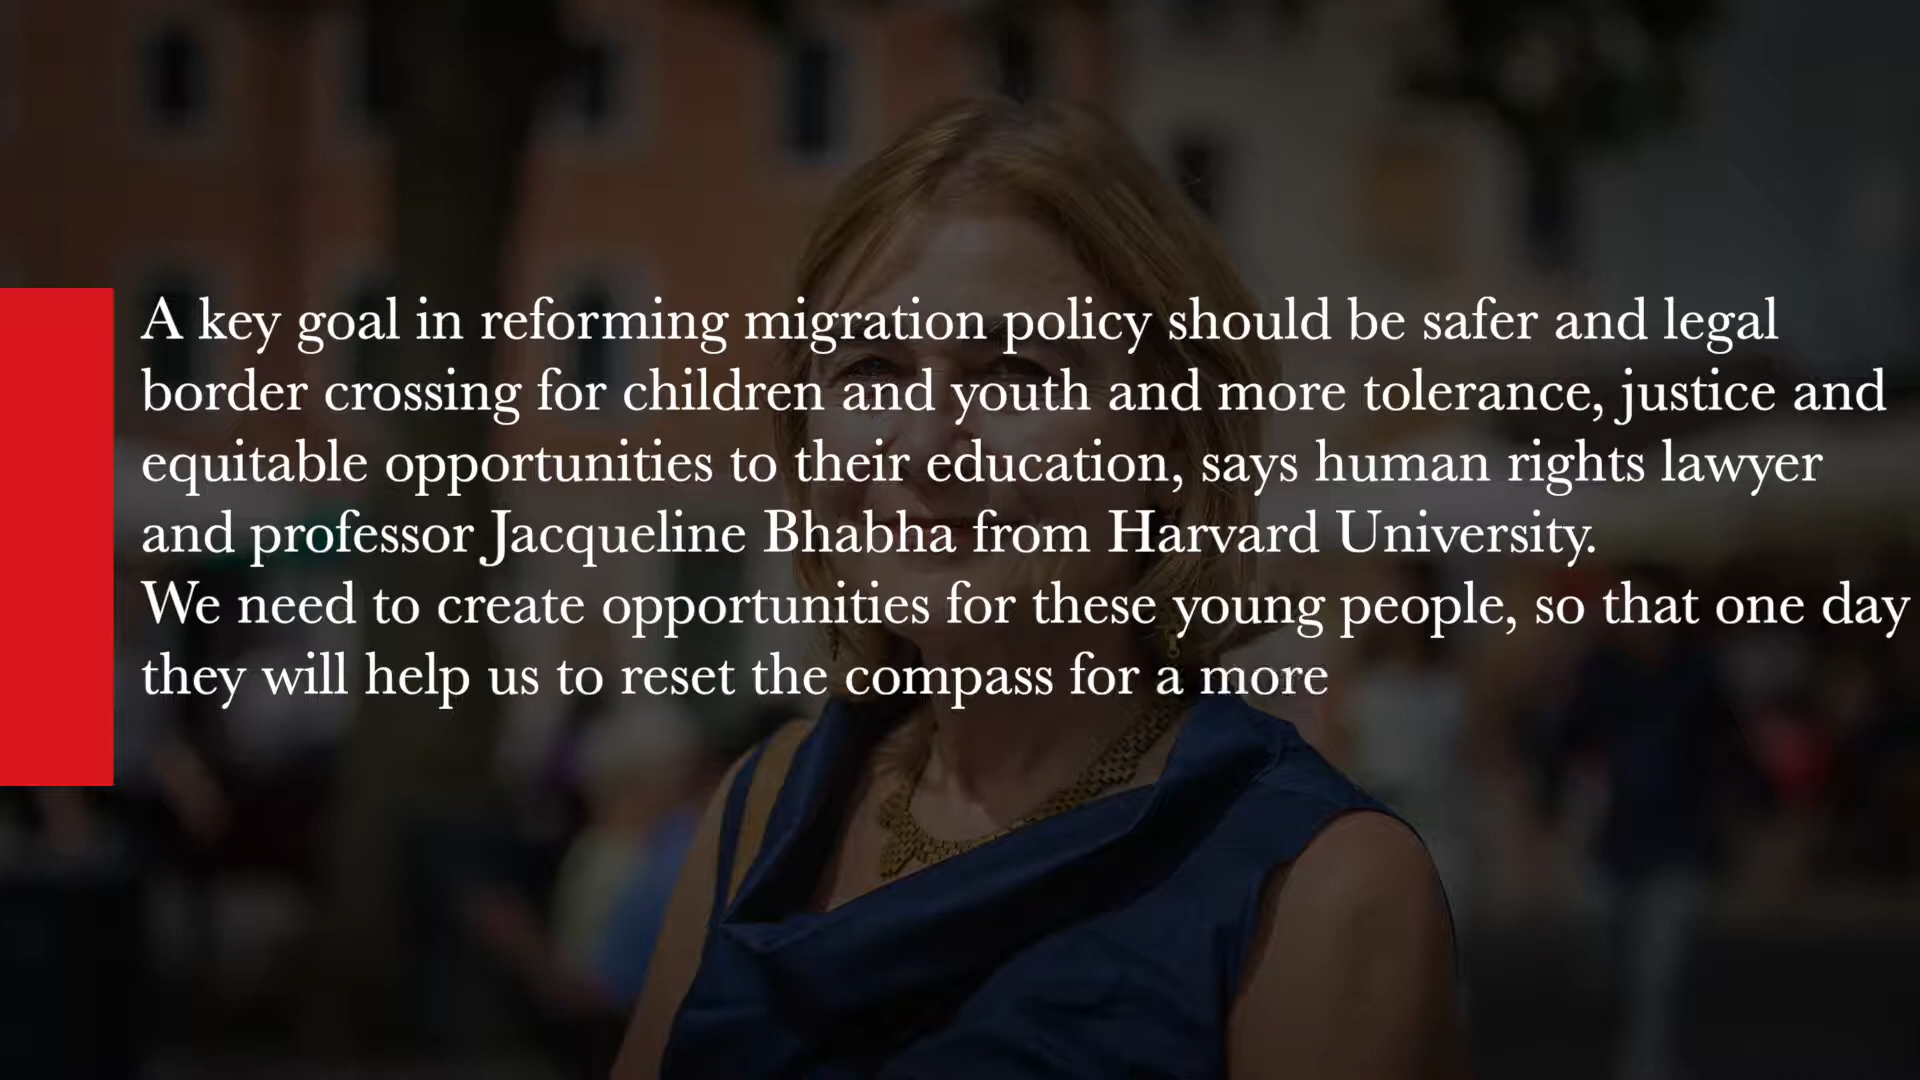 A key goal in reforming migration policy should be safer and legal
border crossing for children and youth and more tolerance, justice and
equitable opportunities to their education, says human rights lawyer
and professor Jacqueline Bhabha from Harvard University.
We need to create opportunities for these young people, so that one day
they will help us to reset the compass for a more